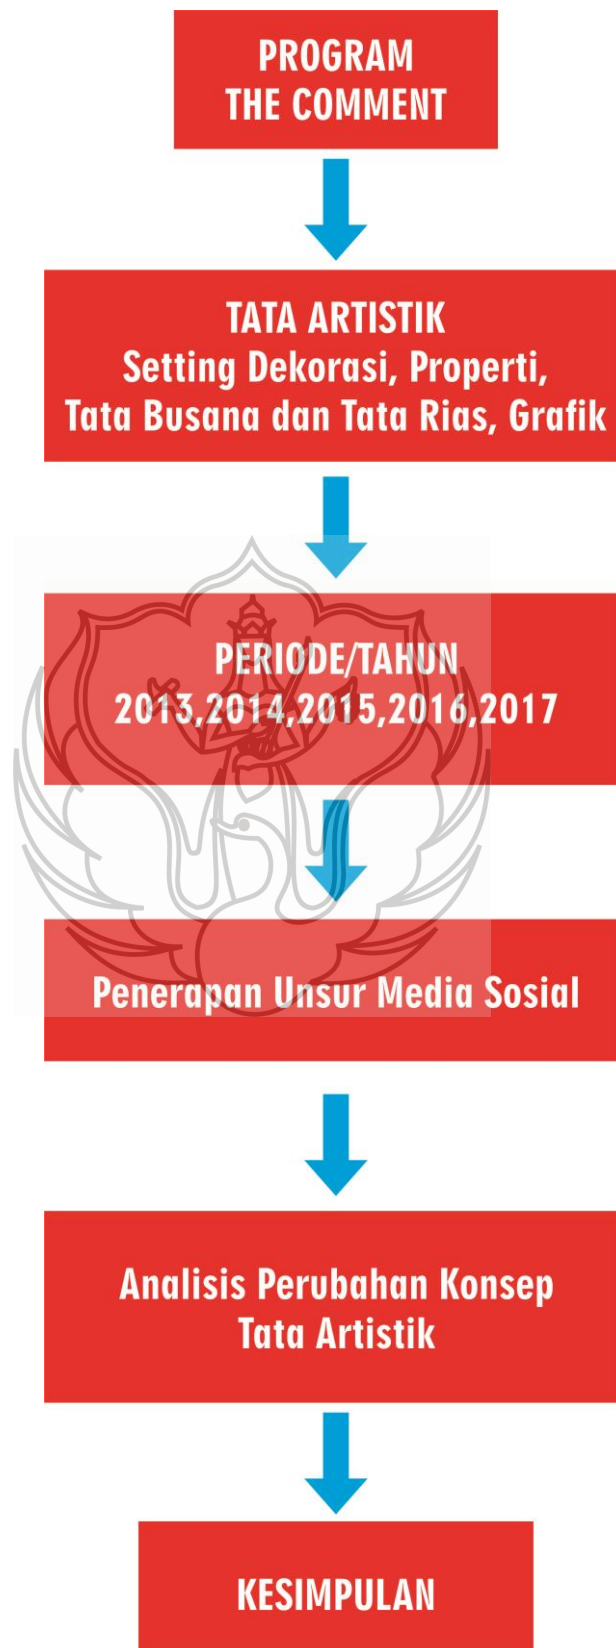 PROGRAM
THE COMMENT
TATA ARTISTIK
Setting Dekorasi, Properti,
Tata Busana dan Tata Rias, Grafik
PERIODE/TAHUN
2013,2014,2015,2016,2017
Penerapan Unsur Media Sosial
Analisis Perubahan Konsep
Tata Artistik
KESIMPULAN